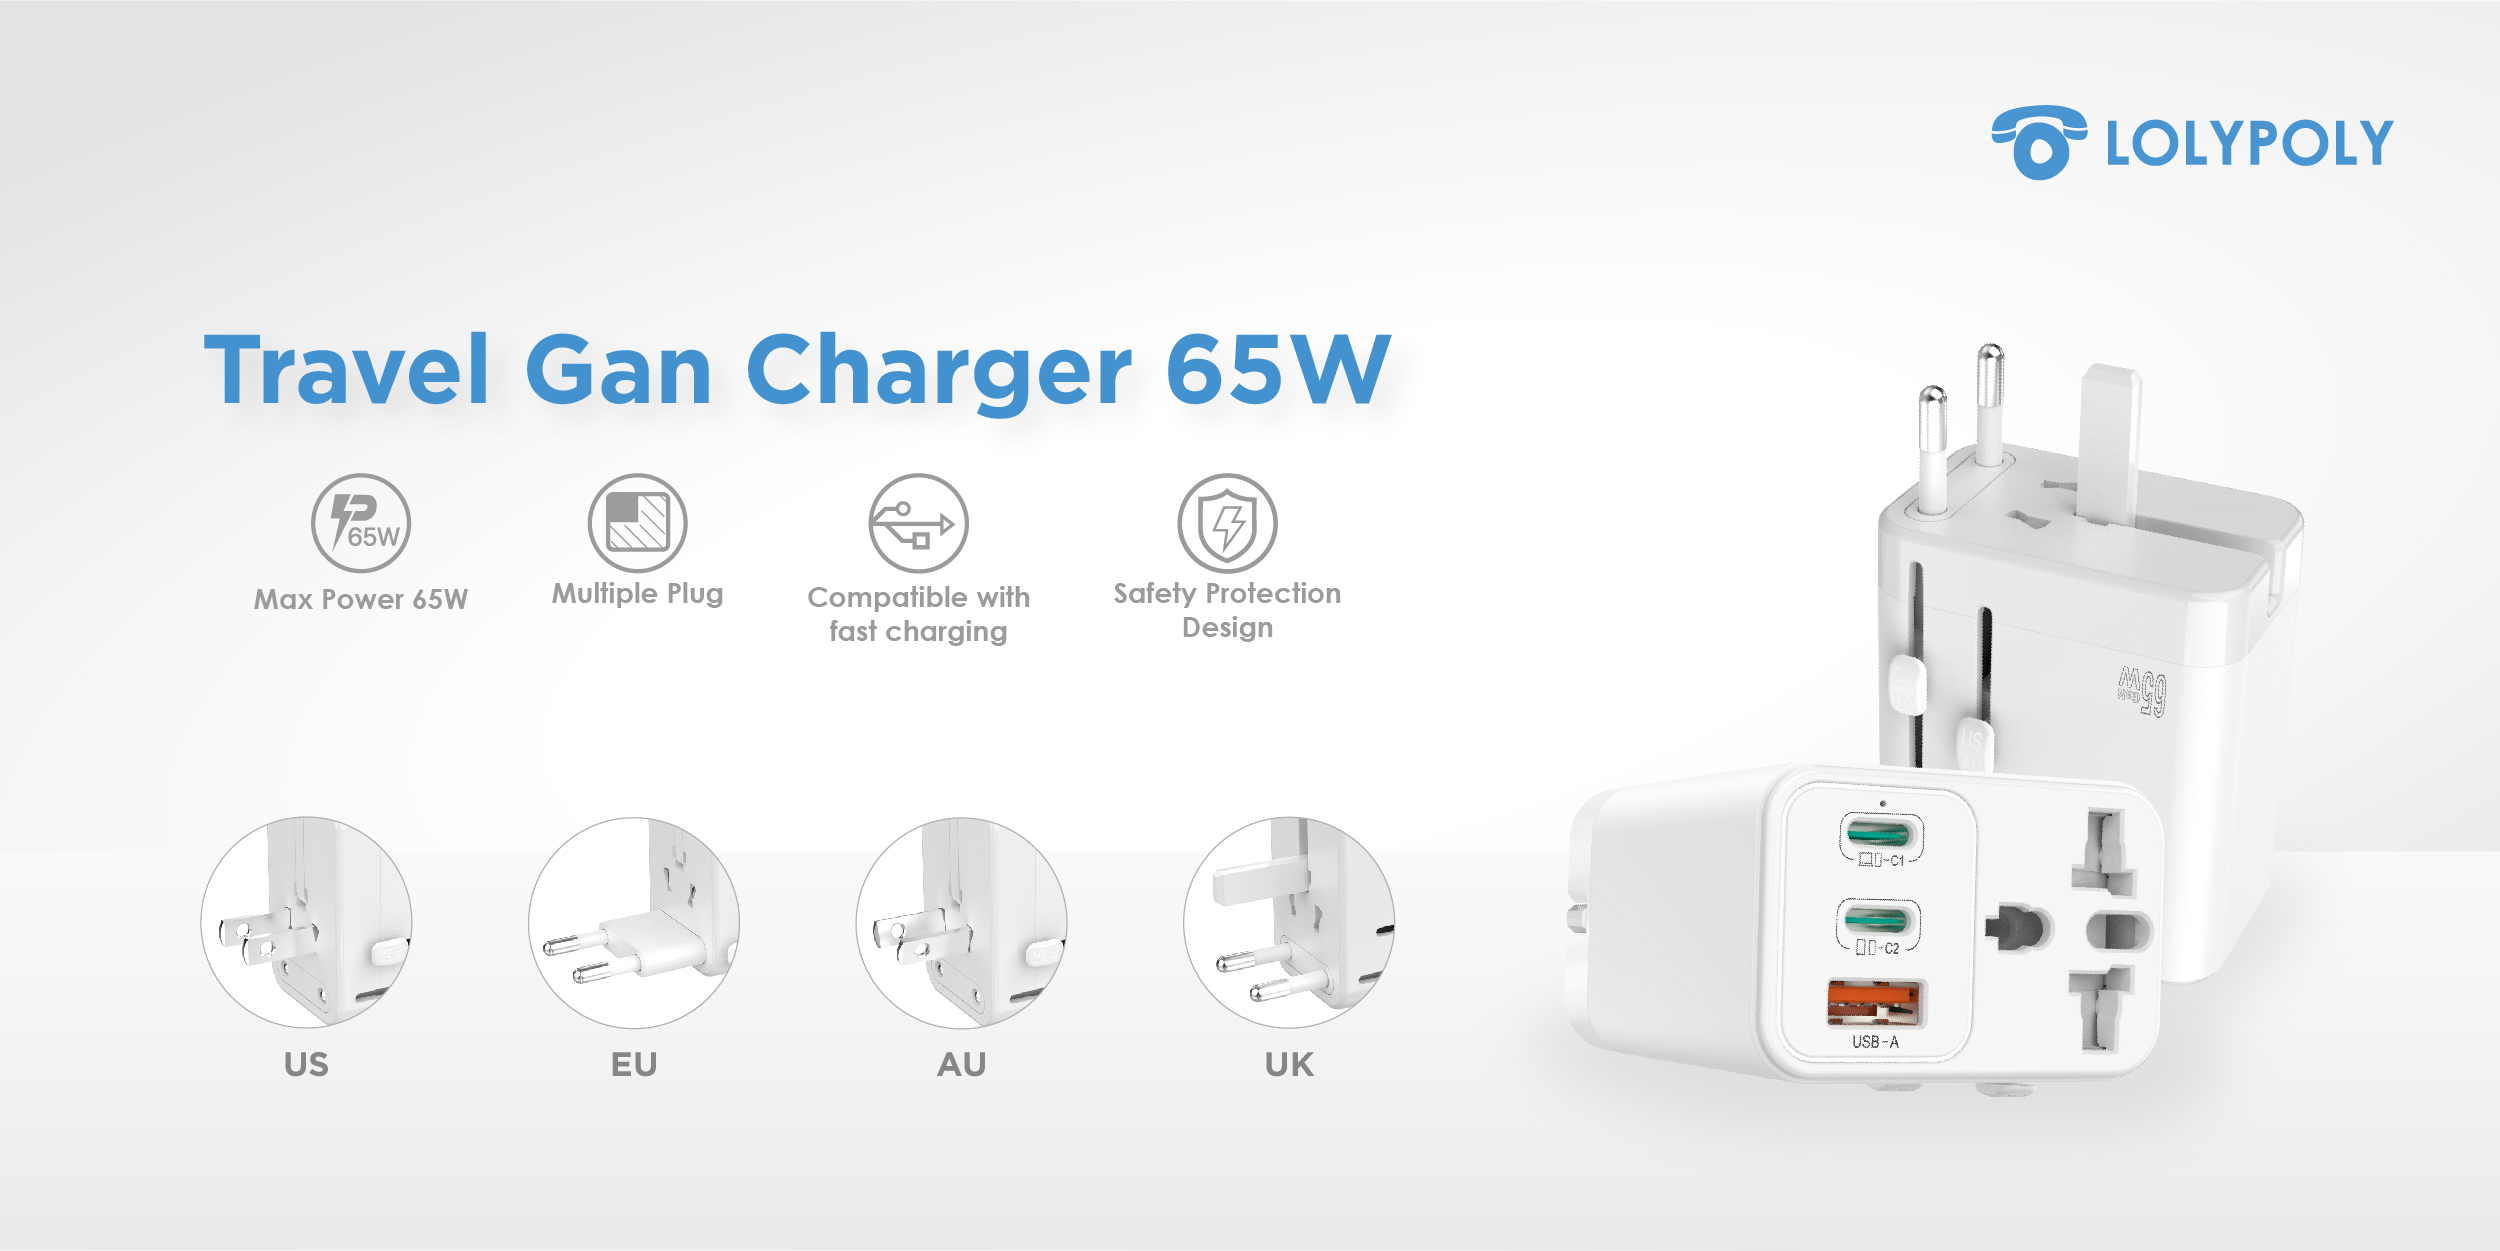 LOLYPOLY
Travel Gan Charger 65W
65W
Max Power 65W
Multiple Plug
Compatible with
fast charging
Safety Protection
Design
65W
US
C1
C2
USB-A
US
EU
AU
UK